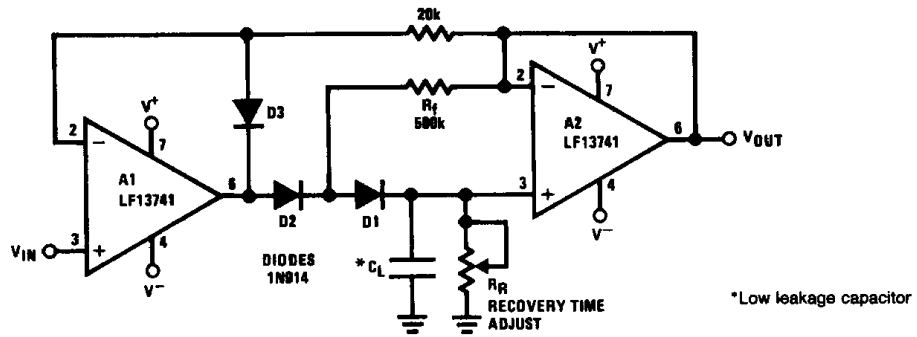 20k
V+
7
2
−
D3
Rf
500k
A2
LF13741
6
VOUT
V+
7
2
−
A1
LF13741
6
3
+
4
V−
D2
D1
3
+
4
V−
VIN
DIODES
1N914
*CL
RR
RECOVERY TIME
ADJUST
*Low leakage capacitor